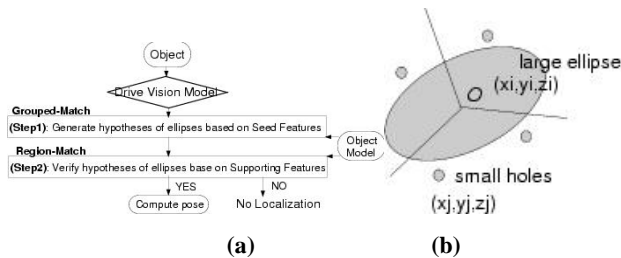 Object
Drive Vision Model
Grouped-Match
(Step1): Generate hypotheses of ellipses based on Seed Features
Object
Model
Region-Match
(Step2): Verify hypotheses of ellipses base on Supporting Features
YES
NO
Compute pose
No Localization
(a)
large ellipse
O
(xi,yi,zi)
small holes
(xj,yj,zj)
(b)